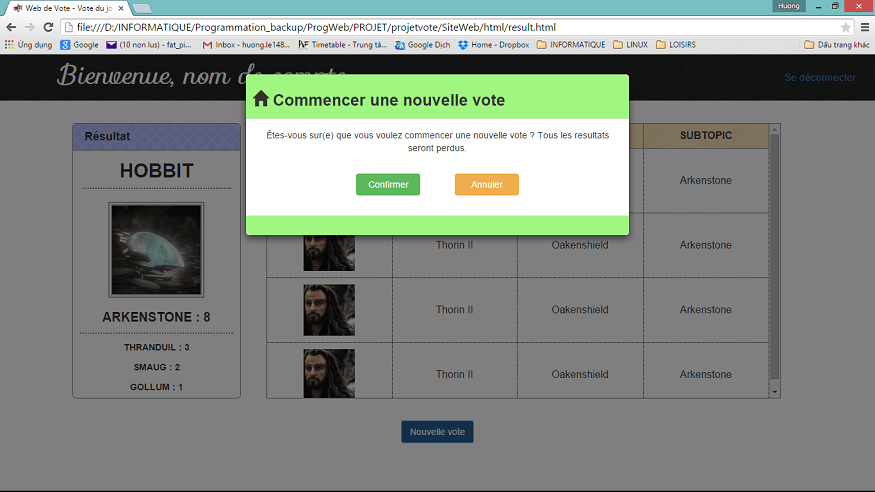 Web de Vote - Vote du jo
Huong
file:///D:/INFORMATIQUE/Programmation_backup/ProgWeb/PROJET/projetvote/SiteWeb/html/result.html
Ứng dụng Google (10 non lus) - fat_pi... Inbox - huong.le148... Timetable - Trung tâ... Google Dịch Home - Dropbox INFORMATIQUE LINUX LOISIRS Dấu trang khác
Bienvenue, nom de compte
Se déconnecter
Commencer une nouvelle vote
Êtes-vous sur(e) que vous voulez commencer une nouvelle vote ? Tous les resultats
seront perdus.
Confirmer Annuler
Résultat
HOBBIT
ARKENSTONE : 8
THRANDUIL : 3
SMAUG : 2
GOLLUM : 1
SUBTOPIC
Arkenstone
Thorin II Oakenshield Arkenstone
Thorin II Oakenshield Arkenstone
Thorin II Oakenshield Arkenstone
Nouvelle vote